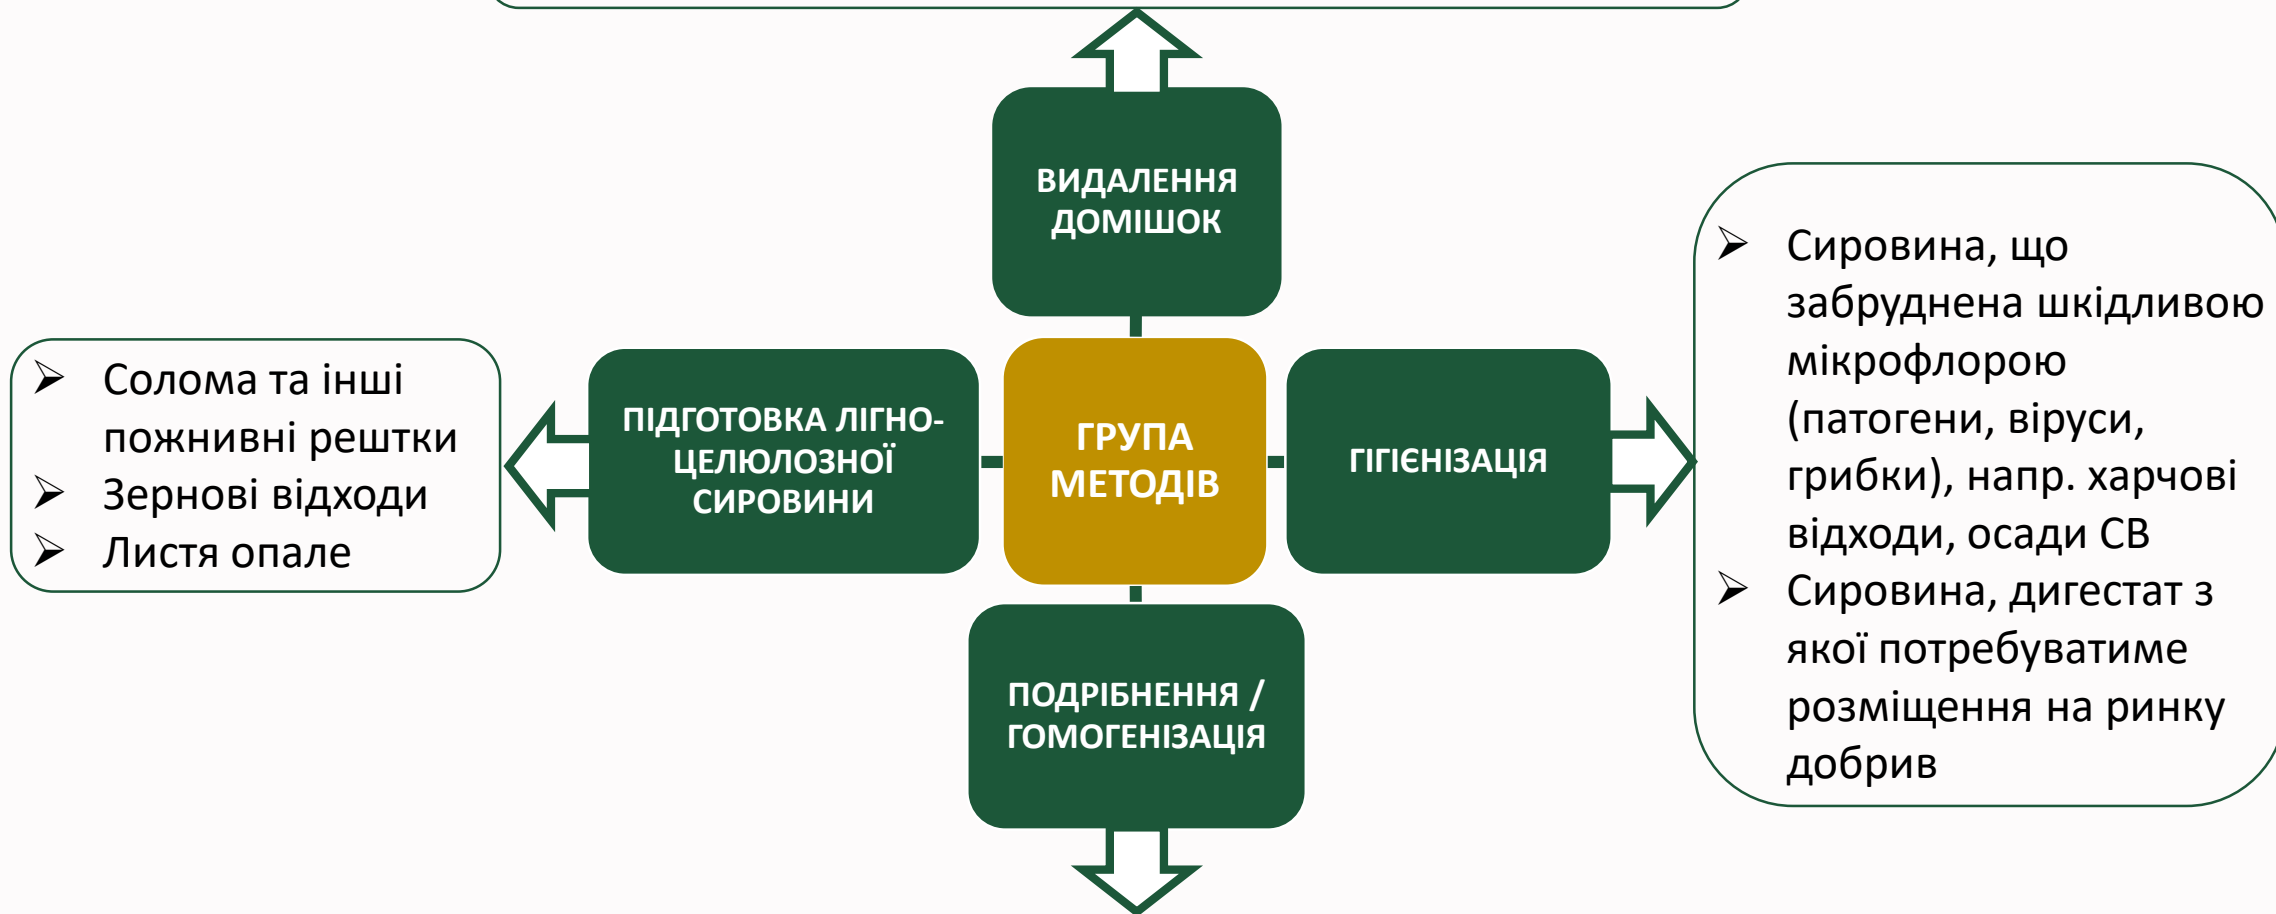 ВИДАЛЕННЯ
ДОМІШОК
➢ Солома та інші
пожнивні рештки
➢ Зернові відходи
➢ Листя опале
ПІДГОТОВКА ЛІГНО-
ЦЕЛЮЛОЗНОЇ
СИРОВИНИ
ГРУПА
МЕТОДІВ
ГІГІЄНІЗАЦІЯ
➢ Сировина, що
забруднена шкідливою
мікрофлорою
(патогени, віруси,
грибки), напр. харчові
відходи, осади СВ
➢ Сировина, дигестат з
якої потребуватиме
розміщення на ринку
добрив
ПОДРІБНЕННЯ /
ГОМОГЕНІЗАЦІЯ